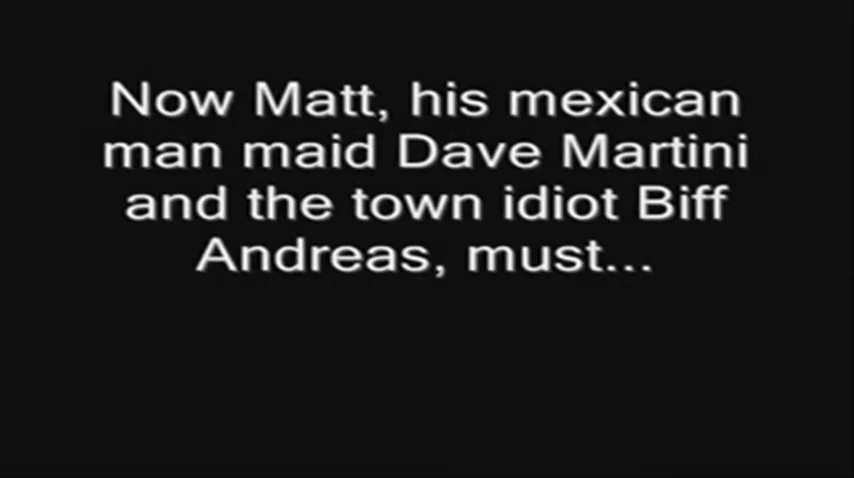 Now Matt, his mexican
man maid Dave Martini
and the town idiot Biff
Andreas, must...